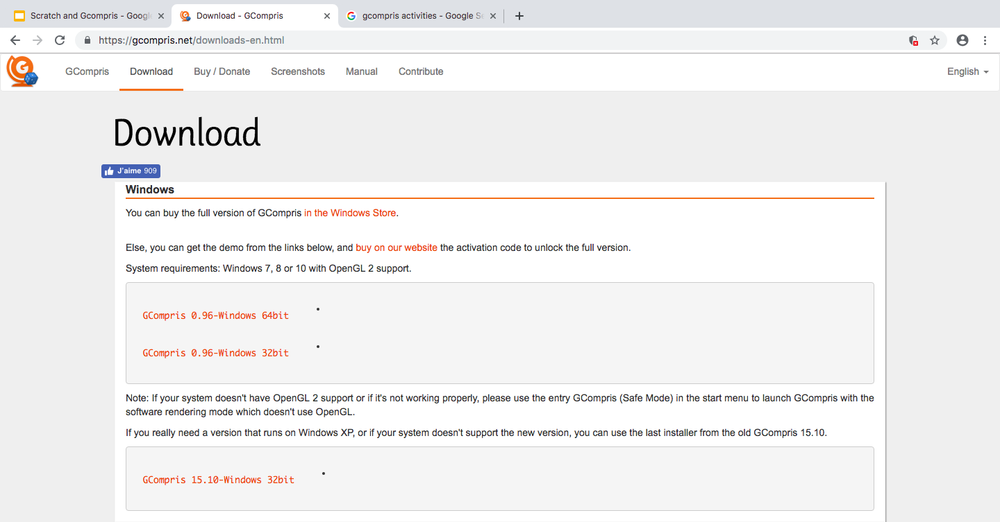 Scratch and Gcompris - Googl
Download - GCompris
gcompris activities - Google Se
https://gcompris.net/downloads-en.html
G
GCompris
Download
Buy / Donate
Screenshots
Manual
Contribute
English
Download
J'aime 909
Windows
You can buy the full version of GCompris in the Windows Store.
Else, you can get the demo from the links below, and buy on our website the activation code to unlock the full version.
System requirements: Windows 7, 8 or 10 with OpenGL 2 support.
GCompris 0.96-Windows 64bit
GCompris 0.96-Windows 32bit
Note: If your system doesn't have OpenGL 2 support or if it's not working properly, please use the entry GCompris (Safe Mode) in the start menu to launch GCompris with the
software rendering mode which doesn't use OpenGL.
If you really need a version that runs on Windows XP, or if your system doesn't support the new version, you can use the last installer from the old GCompris 15.10.
GCompris 15.10-Windows 32bit